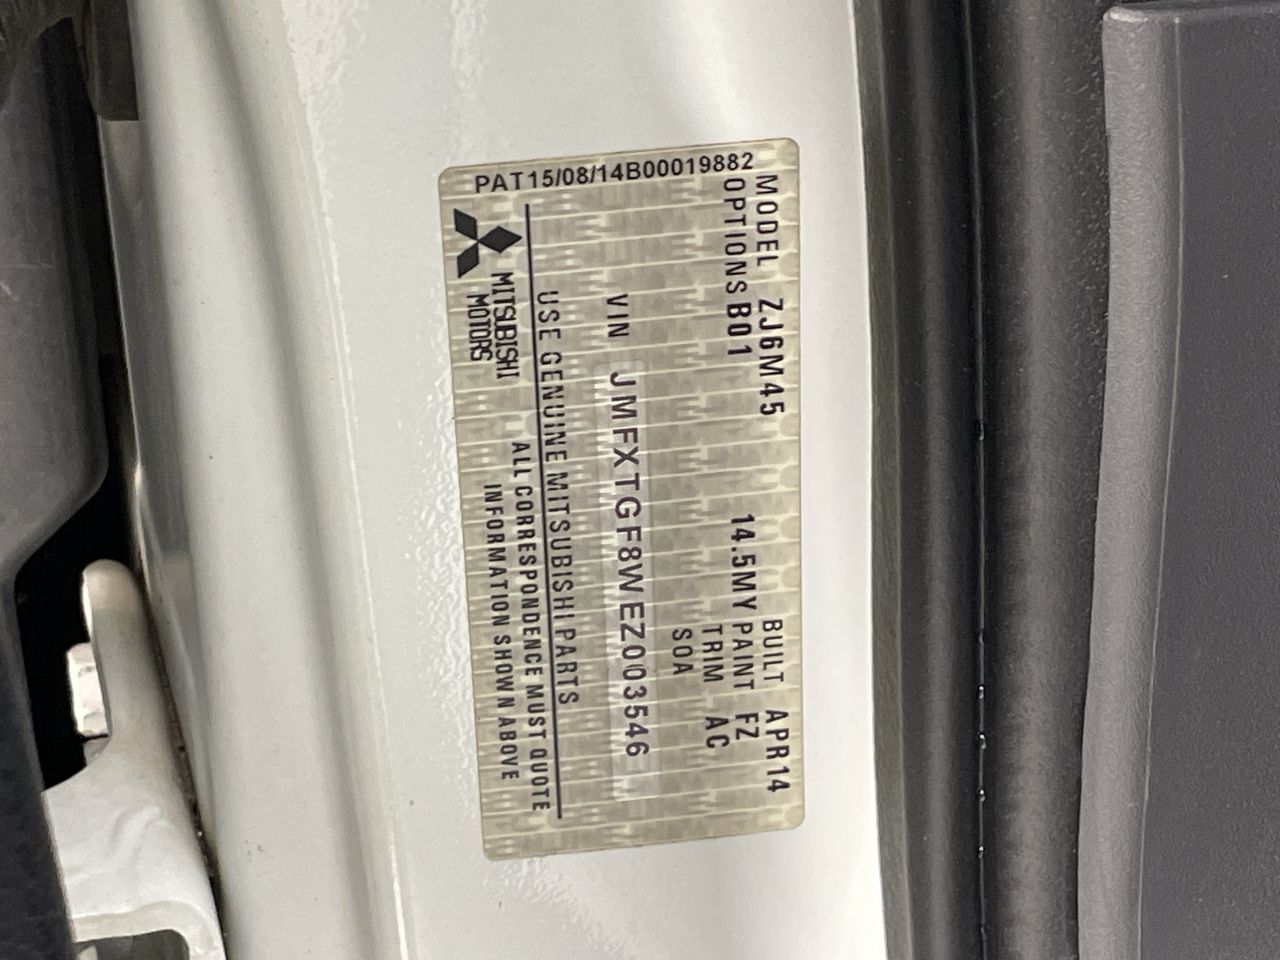 PAT15/08/14B00019882
MODEL ZJ6M45 BUILT APR14
OPTIONS B01 14.5MY PAINT FZ
TRIM AC
SOA
VIN JMFXTGF8WEZ003546
USE GENUINE MITSUBISHI PARTS
MITSUBISHI
MOTORS
ALL CORRESPONDENCE MUST QUOTE
INFORMATION SHOWN ABOVE